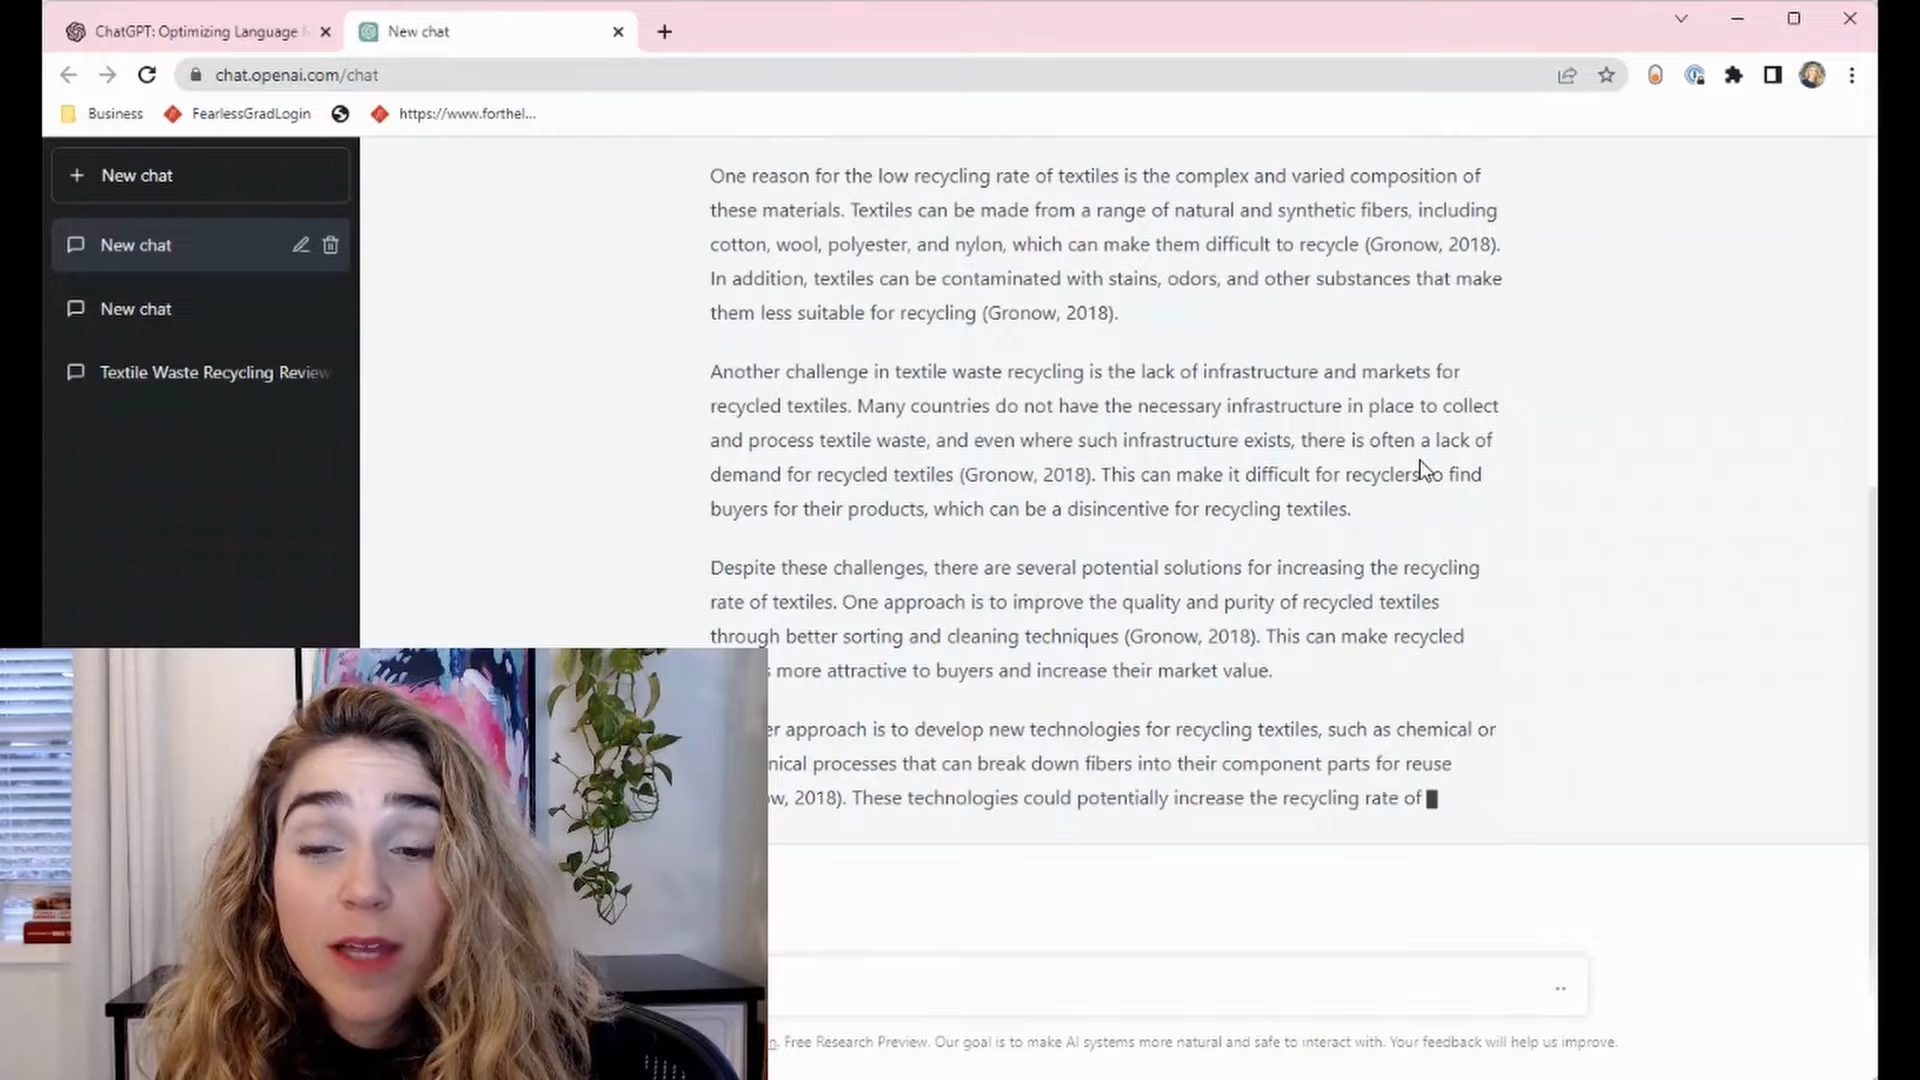 ChatGPT: Optimizing Language
New chat
chat.openai.com/chat
Business
FearlessGradLogin
https://www.forthel...
+ New chat
New chat
New chat
Textile Waste Recycling Review
One reason for the low recycling rate of textiles is the complex and varied composition of
these materials. Textiles can be made from a range of natural and synthetic fibers, including
cotton, wool, polyester, and nylon, which can make them difficult to recycle (Gronow, 2018).
In addition, textiles can be contaminated with stains, odors, and other substances that make
them less suitable for recycling (Gronow, 2018).
Another challenge in textile waste recycling is the lack of infrastructure and markets for
recycled textiles. Many countries do not have the necessary infrastructure in place to collect
and process textile waste, and even where such infrastructure exists, there is often a lack of
demand for recycled textiles (Gronow, 2018). This can make it difficult for recyclers to find
buyers for their products, which can be a disincentive for recycling textiles.
Despite these challenges, there are several potential solutions for increasing the recycling
rate of textiles. One approach is to improve the quality and purity of recycled textiles
through better sorting and cleaning techniques (Gronow, 2018). This can make recycled
more attractive to buyers and increase their market value.
approach is to develop new technologies for recycling textiles, such as chemical or
processes that can break down fibers into their component parts for reuse
2018). These technologies could potentially increase the recycling rate of
Free Research Preview. Our goal is to make AI systems more natural and safe to interact with. Your feedback will help us improve.